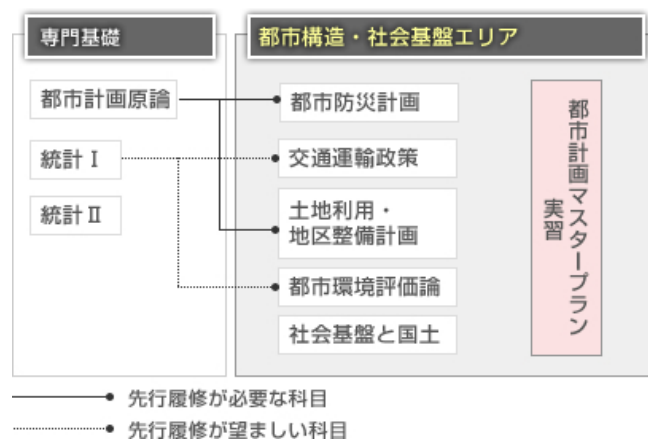 専門基礎
都市構造・社会基盤エリア
都市計画原論
統計Ⅰ
統計Ⅱ
都市防災計画
交通運輸政策
土地利用・
地区整備計画
都市環境評価論
社会基盤と国土
都市計画マスタープラン
実習
先行履修が必要な科目
先行履修が望ましい科目